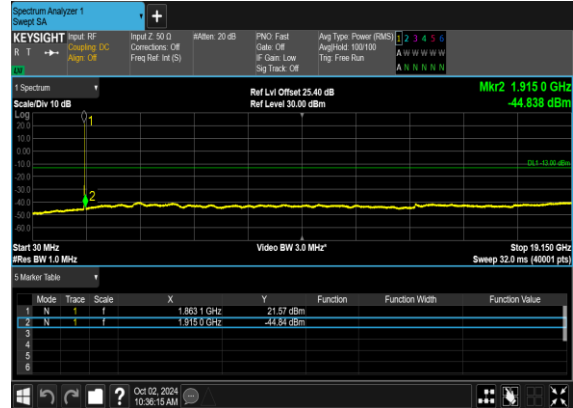 Spectrum Analyzer 1
Swept SA
KEYSIGHT Input: RF Input Z: 50 Ω #Atten: 20 dB PNO: Fast Avg Type: Power (RMS) 1 2 3 4 5 6
R T Coupling: DC Corrections: Off Gate: Off Avg|Hold: 100/100 A W W W W W
Align: Off Freq Ref: Int (S) IF Gain: Low Trig: Free Run
LM Sig Track: Off A N N N N N
1 Spectrum Ref Lvl Offset 25.40 dB Mkr2 1.915 0 GHz
Scale/Div 10 dB Ref Level 30.00 dBm -44.838 dBm
Log
20.0
10.0
0.00
-10.0
-20.0
-30.0
-40.0
-50.0
-60.0
1
2
DL1 -13.00 dBm
Start 30 MHz Video BW 3.0 MHz* Stop 19.150 GHz
#Res BW 1.0 MHz Sweep 32.0 ms (40001 pts)
5 Marker Table
Mode Trace Scale X Y Function Function Width Function Value
1 N 1 f 1.863 1 GHz 21.57 dBm
2 N 1 f 1.915 0 GHz -44.84 dBm
3
4
5
6
? Oct 02, 2024
10:36:15 AM